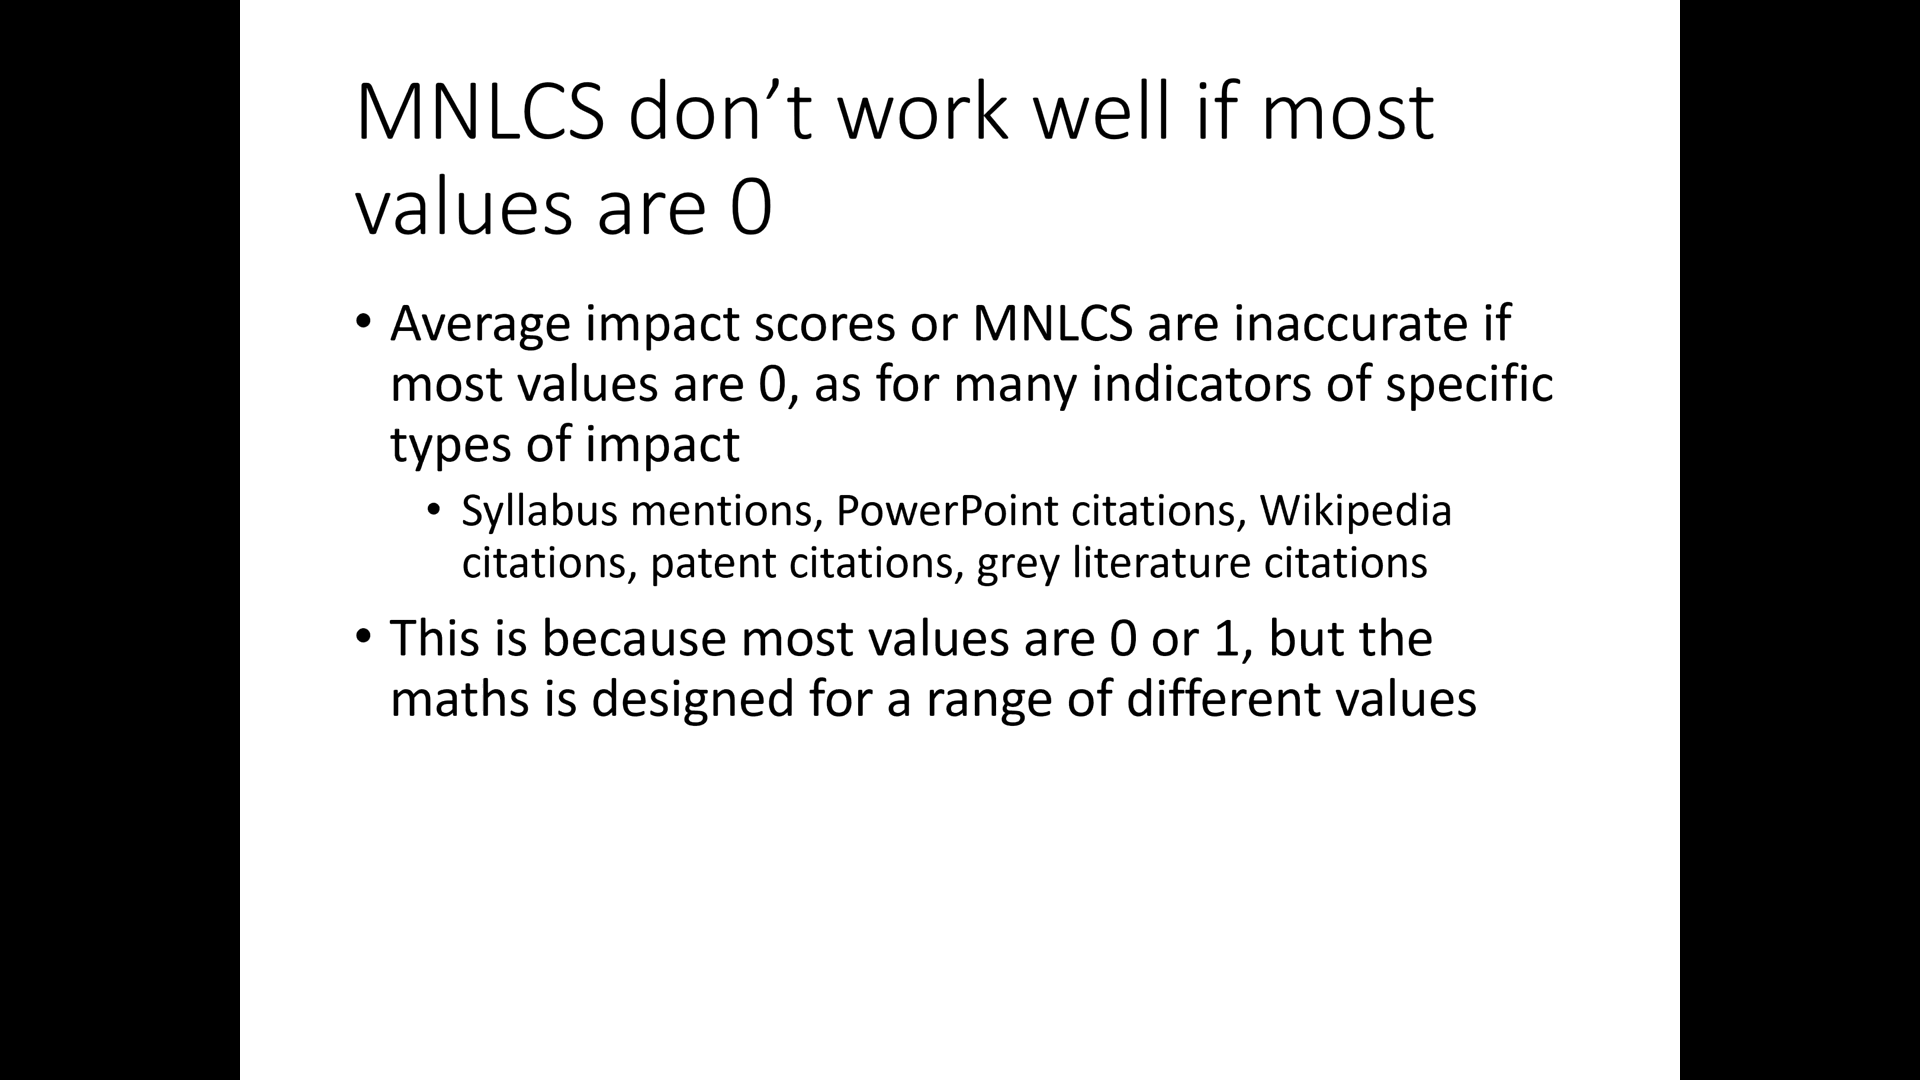 MNLCS don’t work well if most
values are 0
• Average impact scores or MNLCS are inaccurate if
most values are 0, as for many indicators of specific
types of impact
• Syllabus mentions, PowerPoint citations, Wikipedia
citations, patent citations, grey literature citations
• This is because most values are 0 or 1, but the
maths is designed for a range of different values